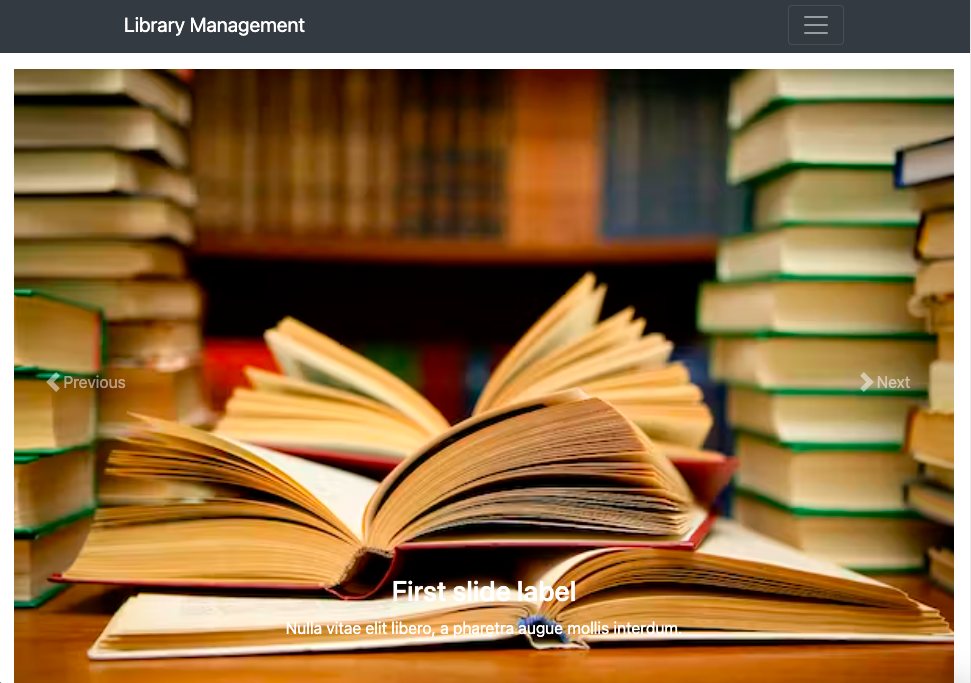 Library Management
Previous
Next
First slide label
Nulla vitae elit libero, a pharetra augue mollis interdum.